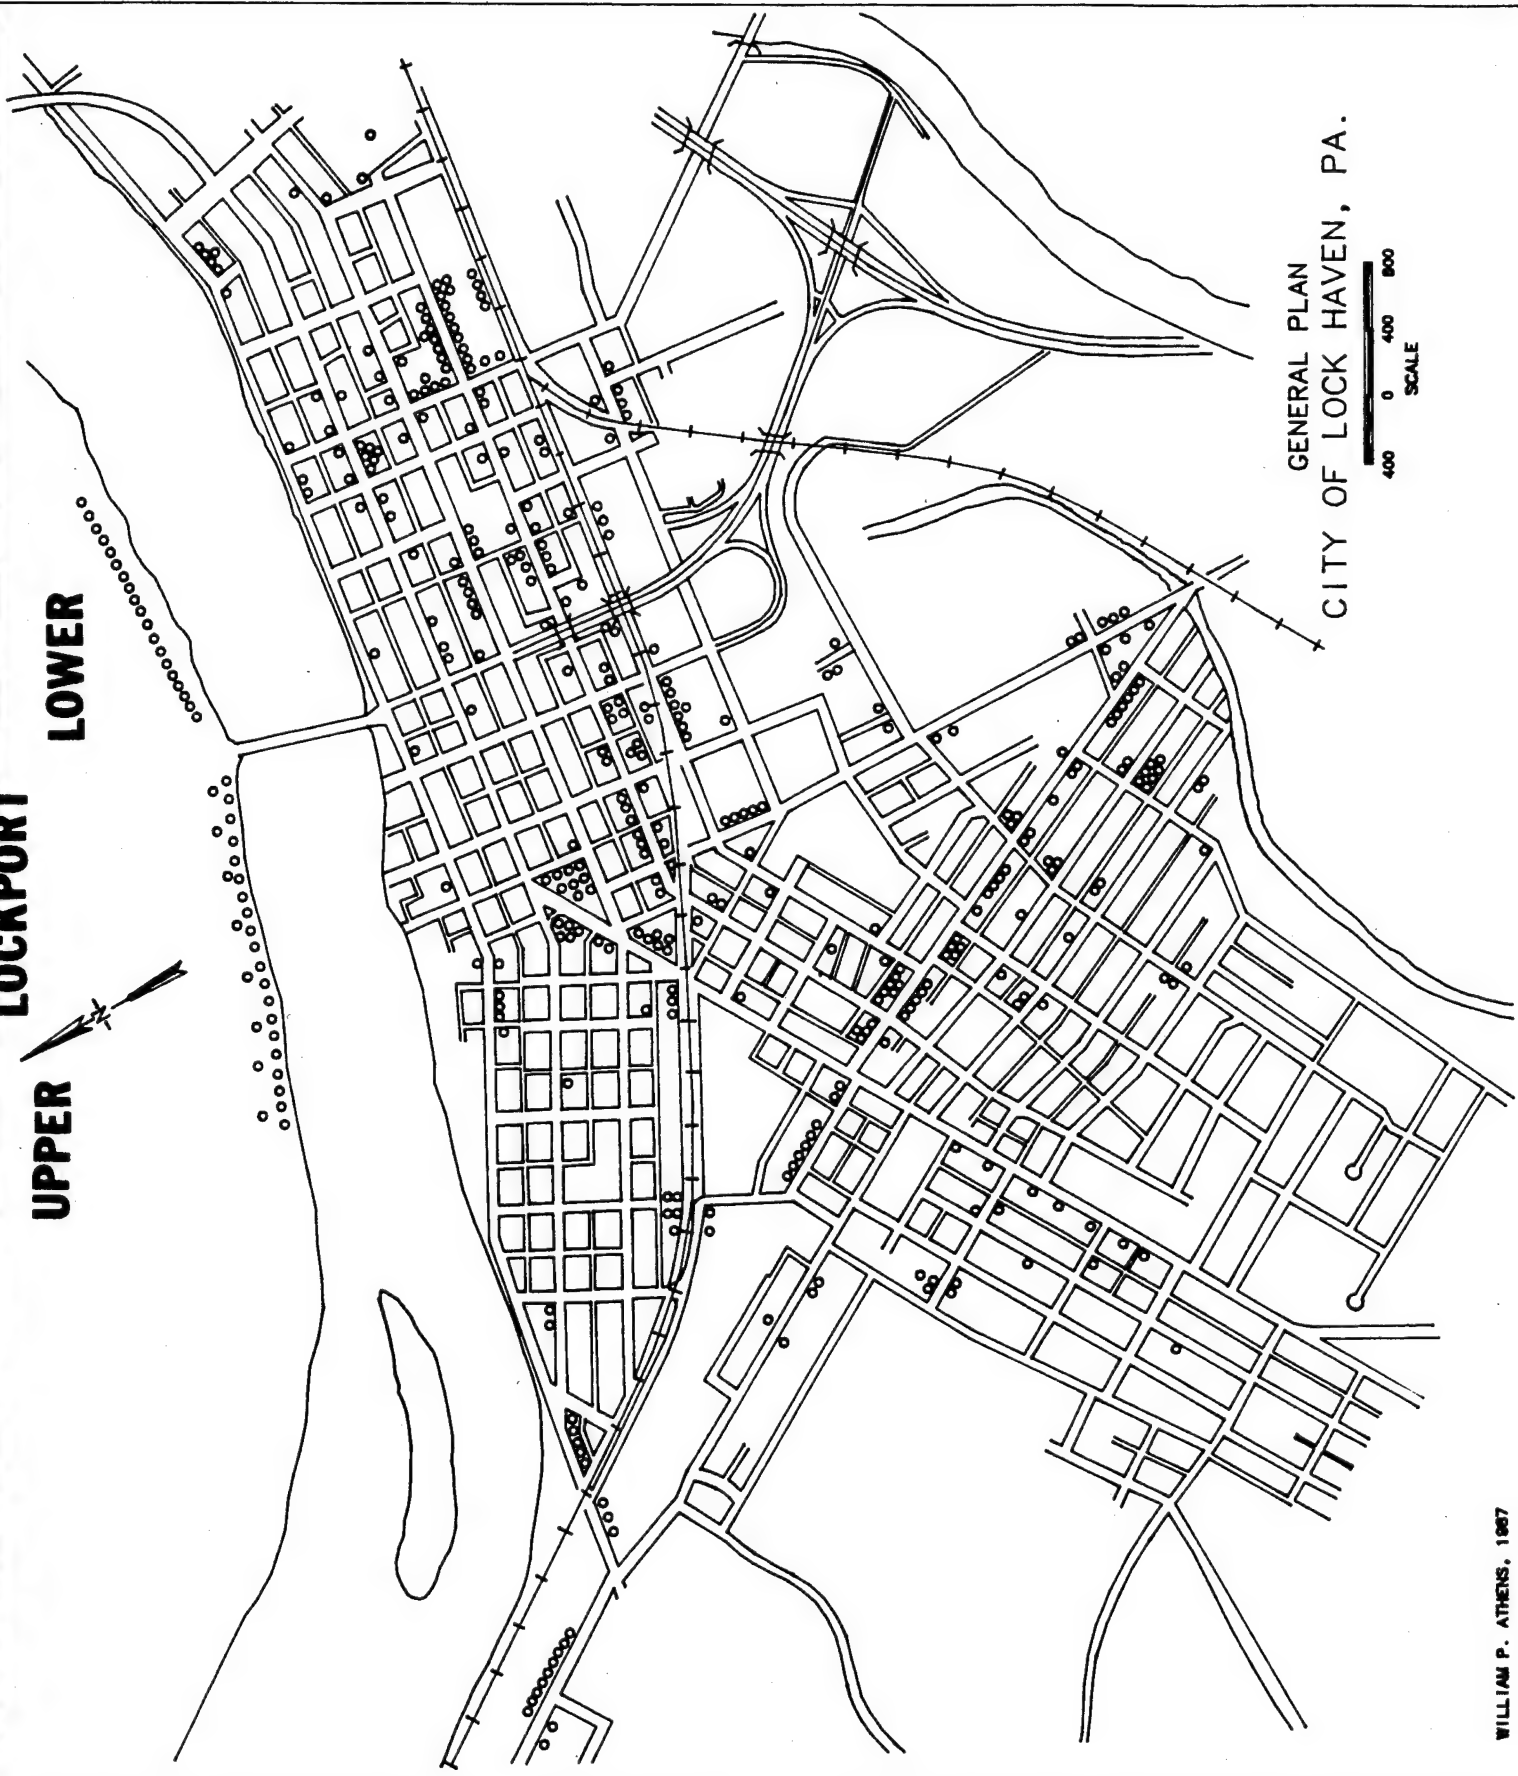 LOCKPORT
UPPER
LOWER
N
GENERAL PLAN
CITY OF LOCK HAVEN, PA.
400 0 400 800
SCALE
WILLIAM P. ATHENS, 1987